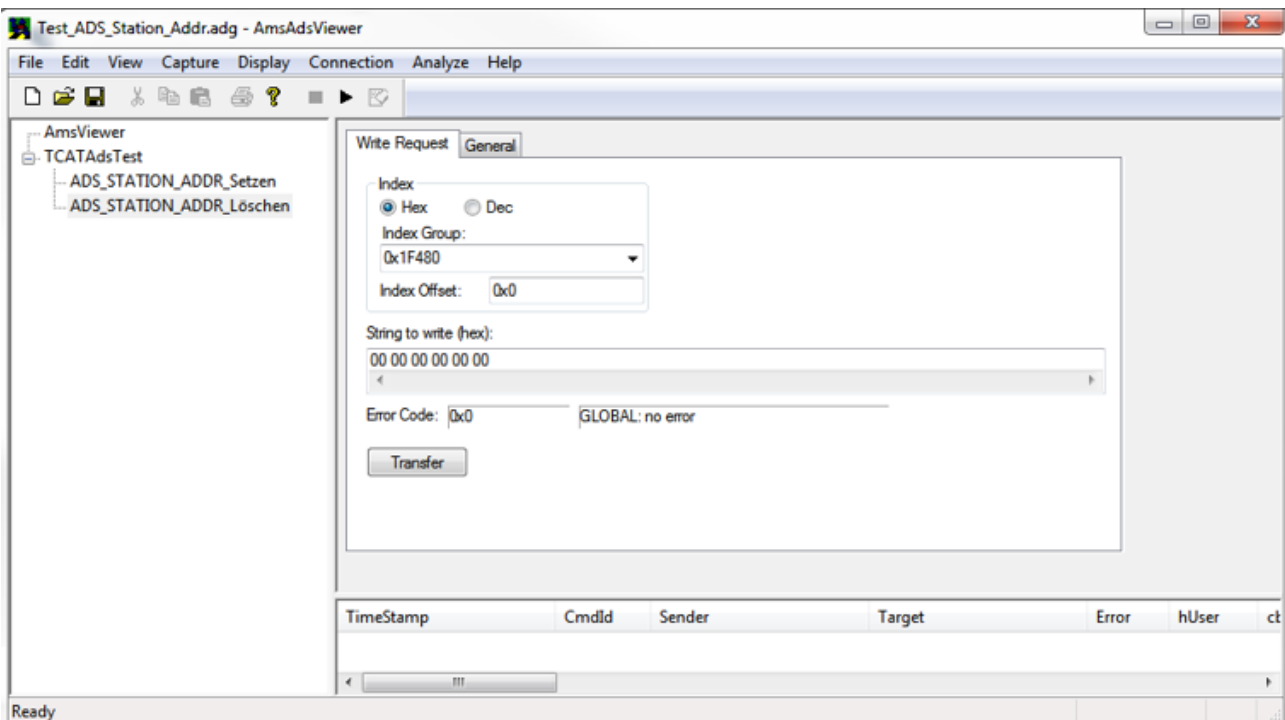 Test_ADS_Station_Addr.adg - AmsAdsViewer
File Edit View Capture Display Connection Analyze Help
AmsViewer
TCATAdsTest
ADS_STATION_ADDR_Setzen
ADS_STATION_ADDR_Löschen
Write Request General
Index
Hex Dec
Index Group:
0x1F480
Index Offset: 0x0
String to write (hex):
00 00 00 00 00 00
Error Code: 0x0 GLOBAL: no error
Transfer
TimeStamp CmdId Sender Target Error hUser cb
Ready